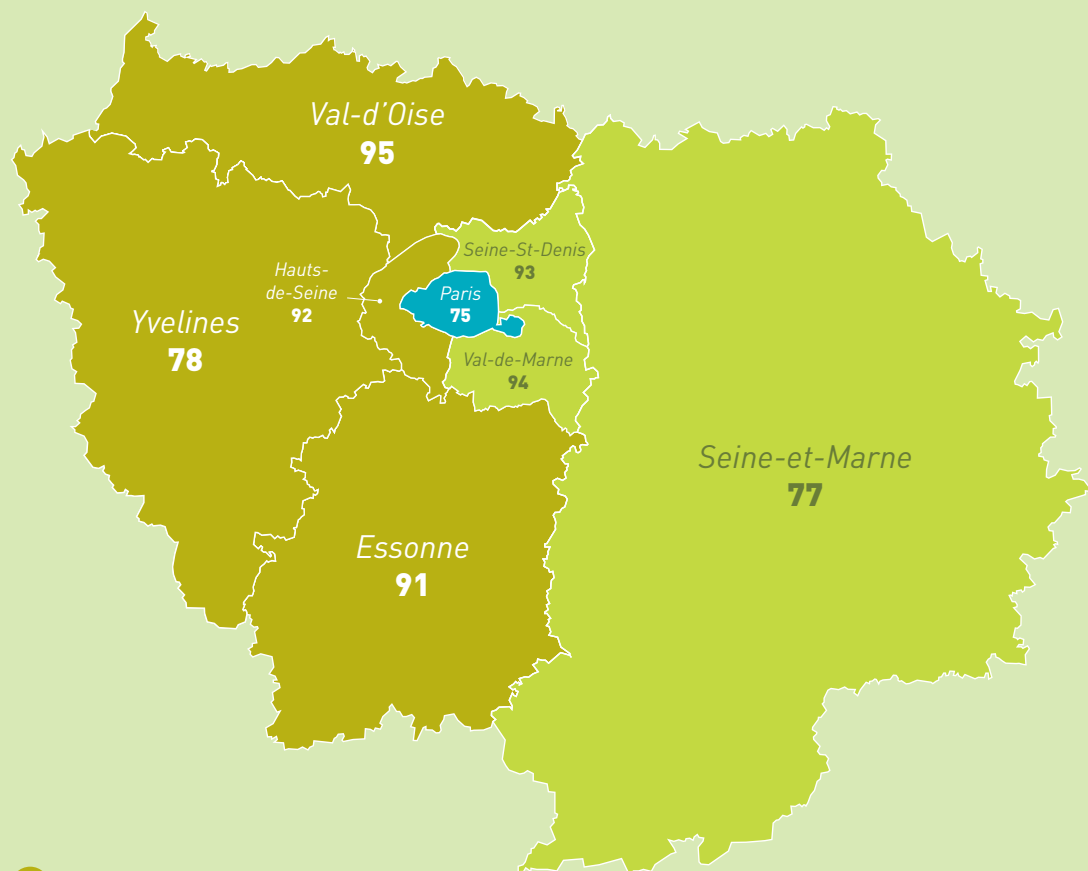 Val-d'Oise
95
Seine-St-Denis
93
Hauts-
de-Seine
92
Paris
75
Yvelines
78
Val-de-Marne
94
Seine-et-Marne
77
Essonne
91